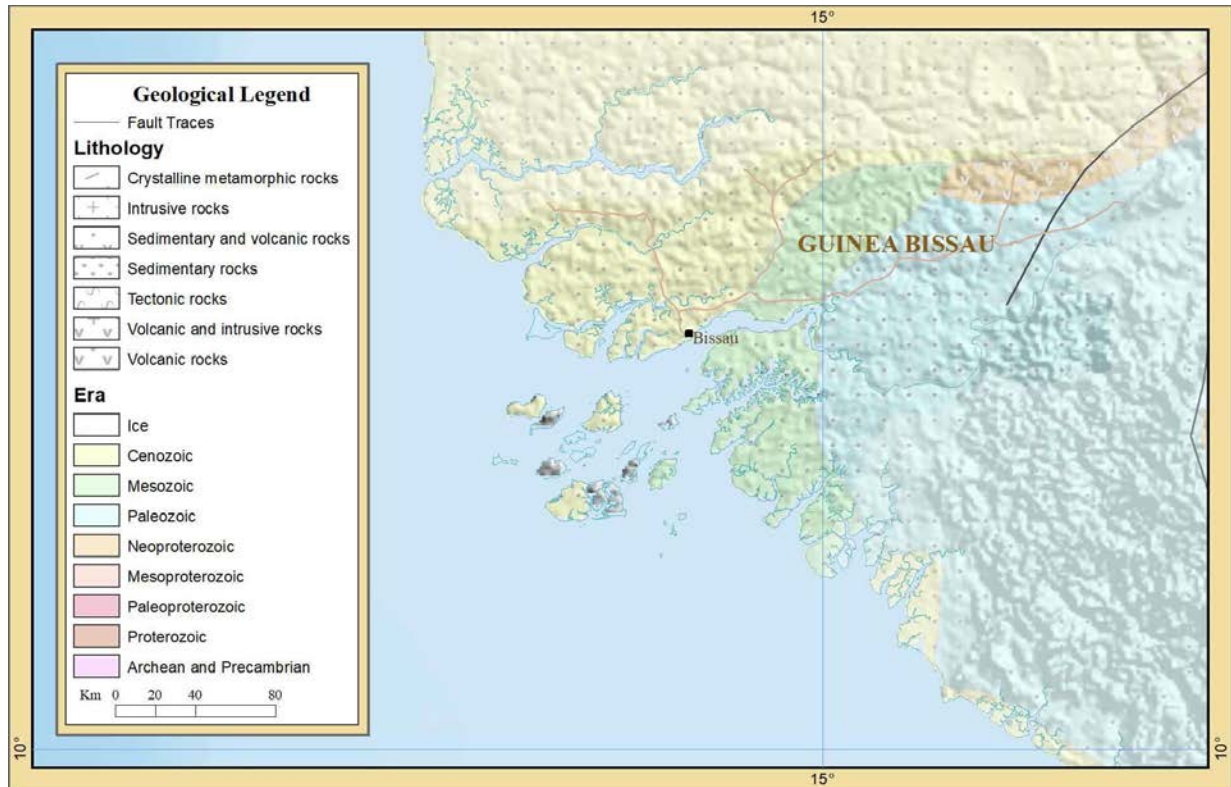 15°
Geological Legend
Fault Traces
Lithology
Crystalline metamorphic rocks
Intrusive rocks
Sedimentary and volcanic rocks
Sedimentary rocks
Tectonic rocks
Volcanic and intrusive rocks
Volcanic rocks
Era
Ice
Cenozoic
Mesozoic
Paleozoic
Neoproterozoic
Mesoproterozoic
Paleoproterozoic
Proterozoic
Archean and Precambrian
Km 0 20 40 80
GUINEA BISSAU
Bissau
10°
10°
15°